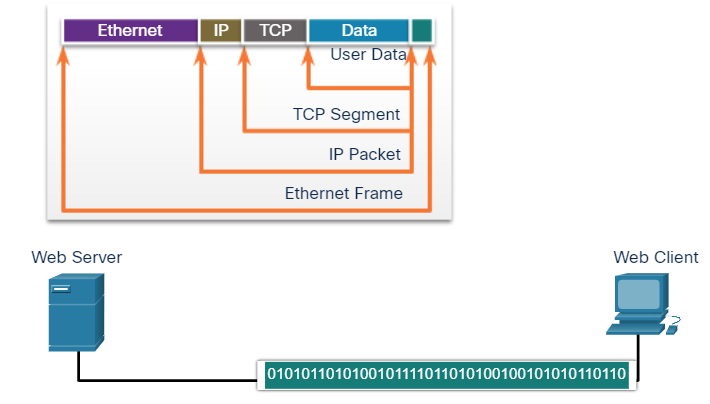 Ethernet IP TCP Data
User Data
TCP Segment
IP Packet
Ethernet Frame
Web Server Web Client
0101011010100101111011010100100101010110110